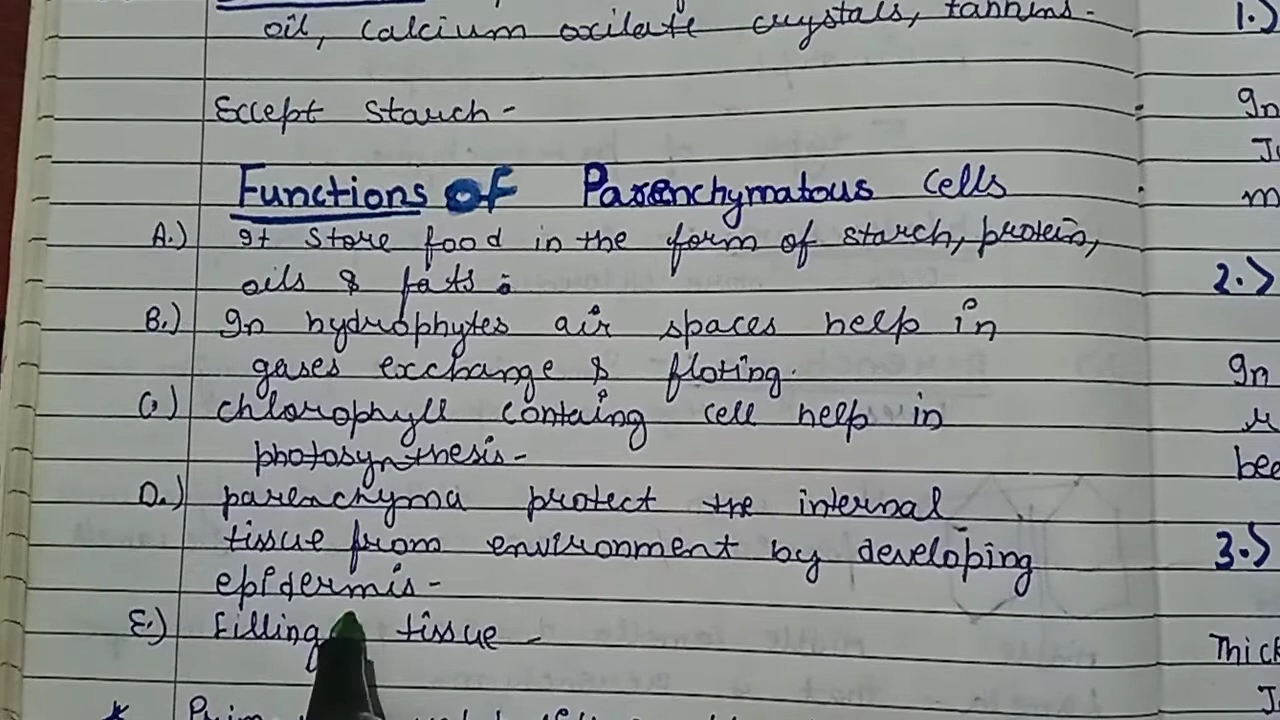 oil, calcium oxilate crystals, tannins.
Except starch -
Functions of Parenchymatous cells
A.) It store food in the form of starch, protein,
oils & fats.
B.) In hydrophytes air spaces help in
gases exchange & floting.
C.) chlorophyll containg cell help in
photosynthesis-
D.) parenchyma protect the internal
tissue from environment by developing
epidermis-
E.) filling tissue -
1.)
In
m
2.)
In
bee
3.)
Thick